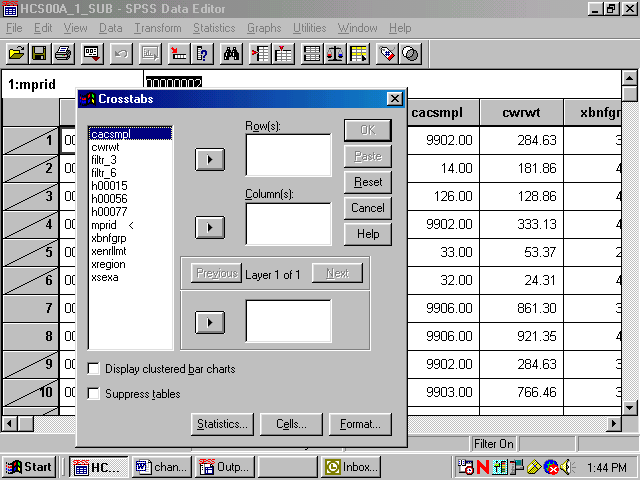 HCS00A_1_SUB - SPSS Data Editor
File Edit View Data Transform Statistics Graphs Utilities Window Help
1:mprid 00000002
cacsmpl cwrwt xbnfgr
1 00 9902.00 284.63 3
2 00 14.00 181.86 4
3 00 126.00 128.86 4
4 00 9902.00 333.13 4
5 00 33.00 53.37 2
6 00 32.00 24.31 4
7 00 9906.00 861.30 3
8 00 9906.00 921.35 4
9 00 9902.00 284.63 3
10 00 9903.00 766.46 3
Crosstabs
cacsmpl
cwrwt
filtr_3
filtr_6
h00015
h00056
h00077
mprid <
xbnfgrp
xenrllmt
xregion
xsexa
Row(s):
Column(s):
Previous Layer 1 of 1 Next
OK
Paste
Reset
Cancel
Help
Display clustered bar charts
Suppress tables
Statistics... Cells... Format...
Filter On
Start HC... chan... Outp... Inbox... 1:44 PM